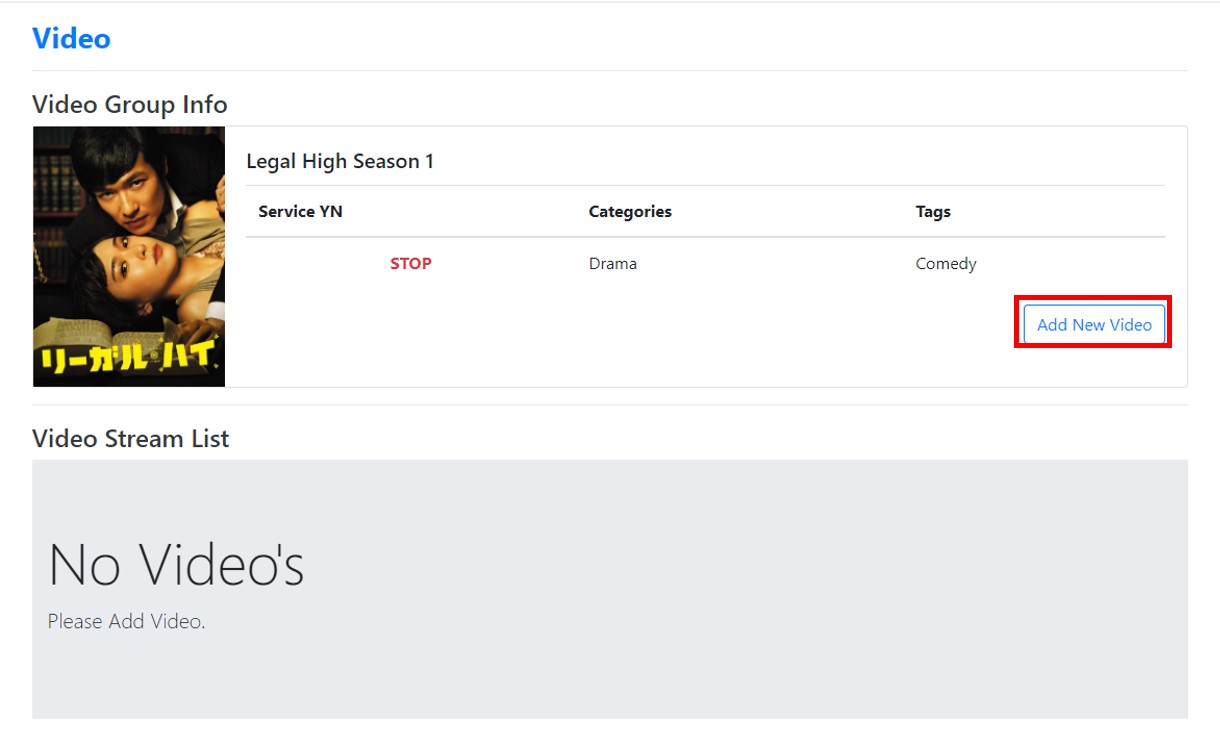 Video
Video Group Info
リーガル・ハイ
Legal High Season 1
Service YN Categories Tags
STOP Drama Comedy
Add New Video
Video Stream List
No Video's
Please Add Video.